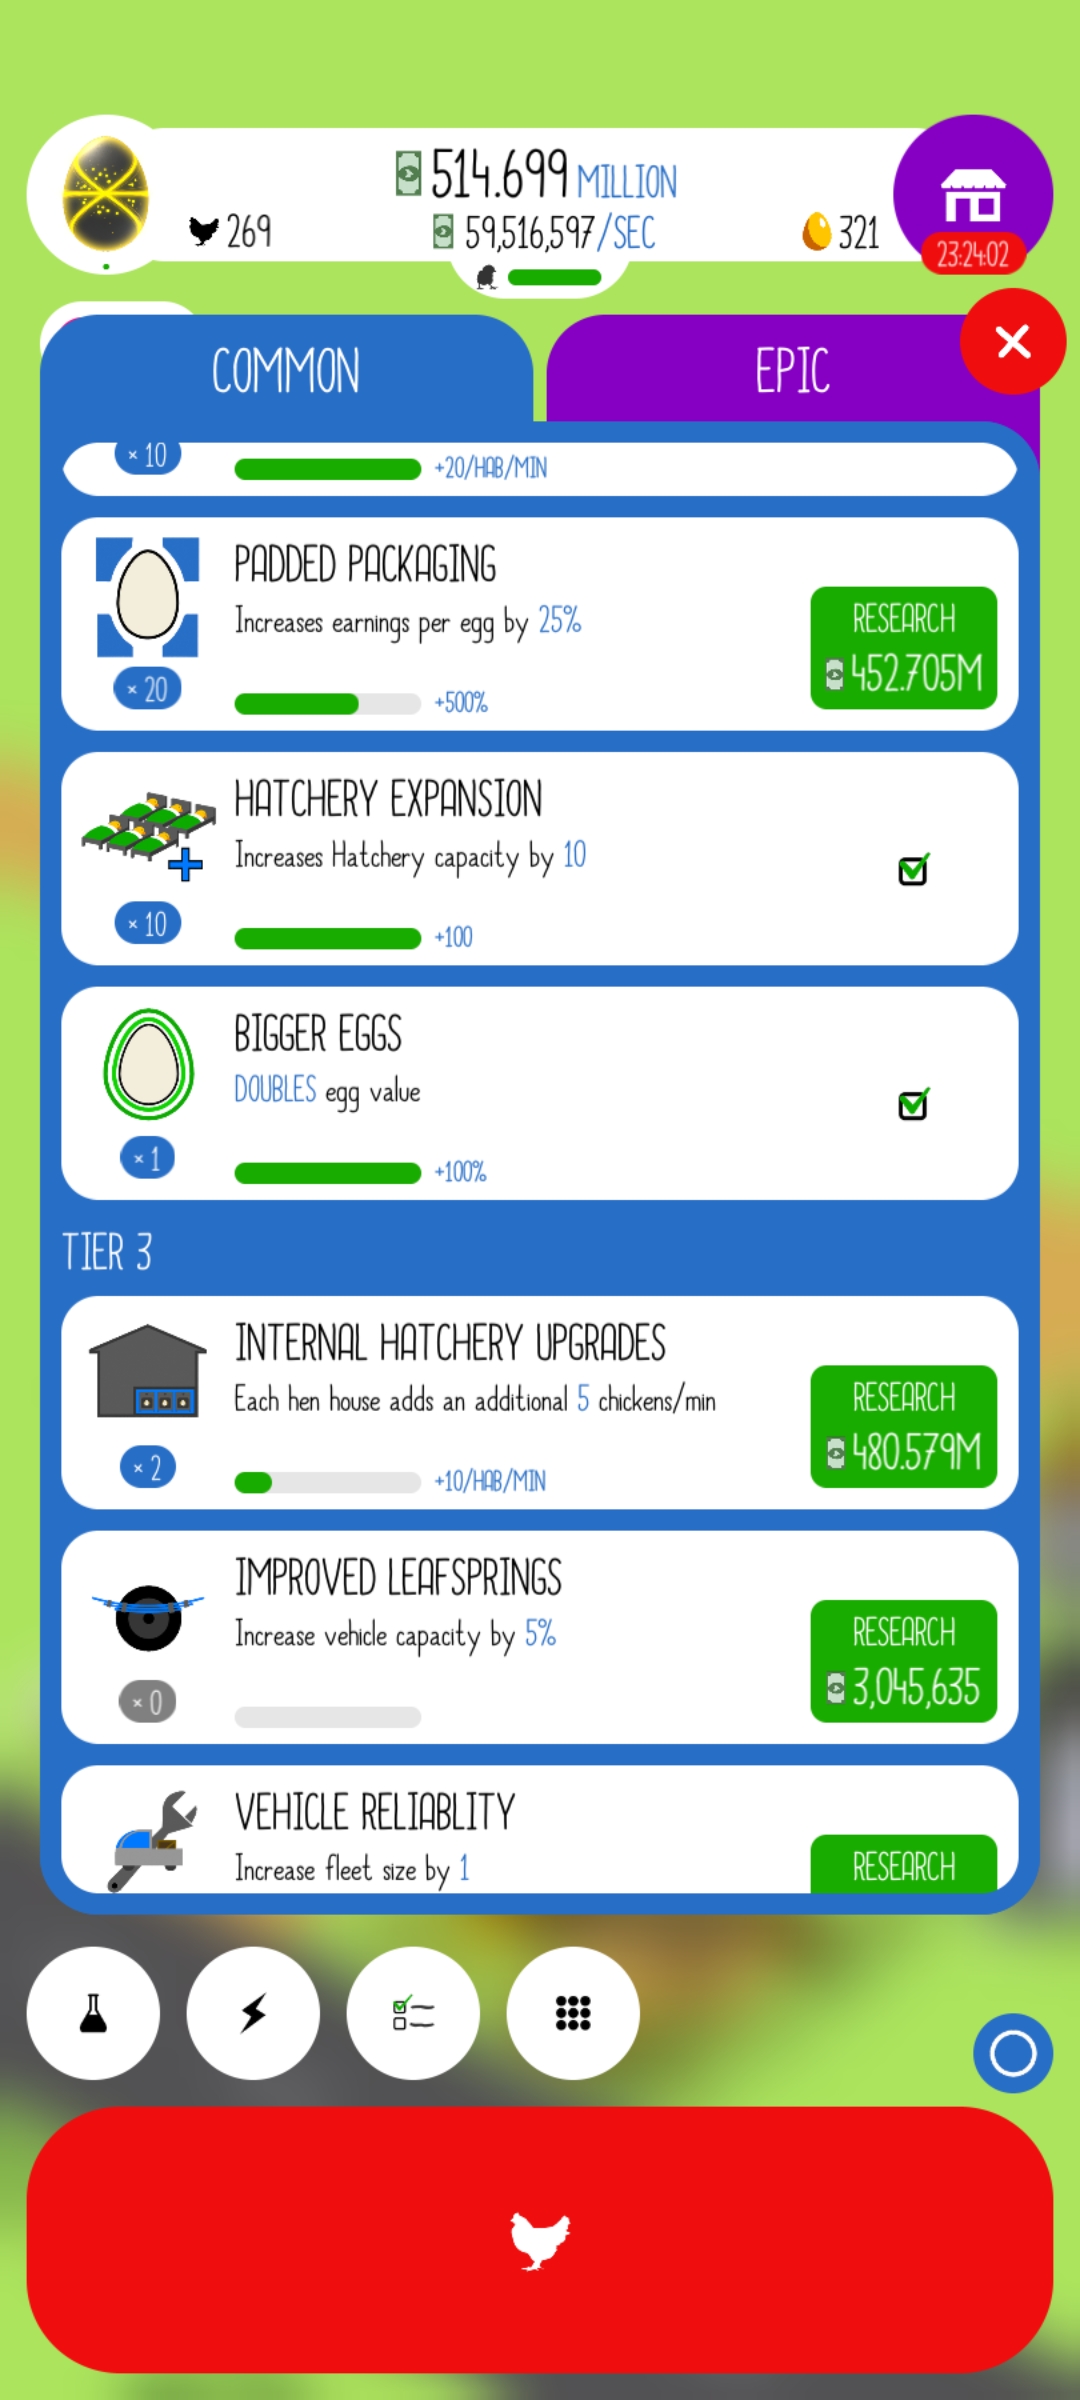 514.699 MILLION
269
59,516,597/SEC
321
23:24:02
COMMON
EPIC
× 10
+20/HAB/MIN
PADDED PACKAGING
Increases earnings per egg by 25%
RESEARCH
452.705M
× 20
+500%
HATCHERY EXPANSION
Increases Hatchery capacity by 10
× 10
+100
BIGGER EGGS
DOUBLES egg value
× 1
+100%
TIER 3
INTERNAL HATCHERY UPGRADES
Each hen house adds an additional 5 chickens/min
RESEARCH
480.579M
× 2
+10/HAB/MIN
IMPROVED LEAFSPRINGS
Increase vehicle capacity by 5%
RESEARCH
3,045,635
× 0
VEHICLE RELIABLITY
Increase fleet size by 1
RESEARCH